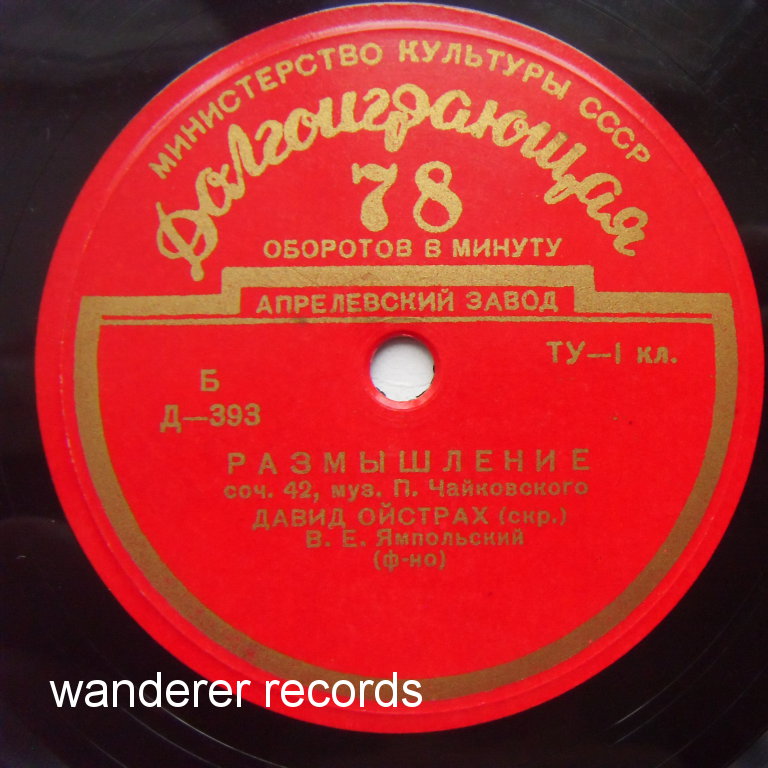 МИНИСТЕРСТВО КУЛЬТУРЫ СССР
Долгоиграющая
78
ОБОРОТОВ В МИНУТУ
АПРЕЛЕВСКИЙ ЗАВОД
ТУ—I кл.
Б
Д—393
РАЗМЫШЛЕНИЕ
соч. 42, муз. П. Чайковского
ДАВИД ОЙСТРАХ (скр.)
В. Е. Ямпольский
(ф-но)
wanderer records